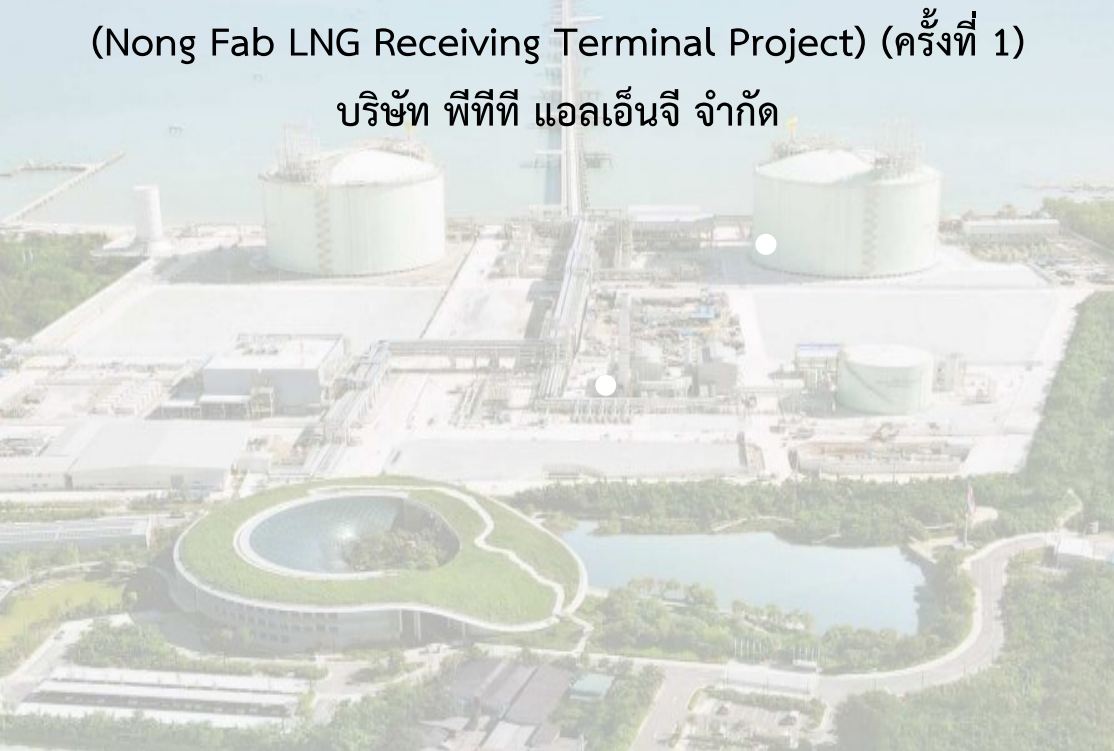 (Nong Fab LNG Receiving Terminal Project) (ครั้งที่ 1)
บริษัท พีทีที แอลเอ็นจี จำกัด